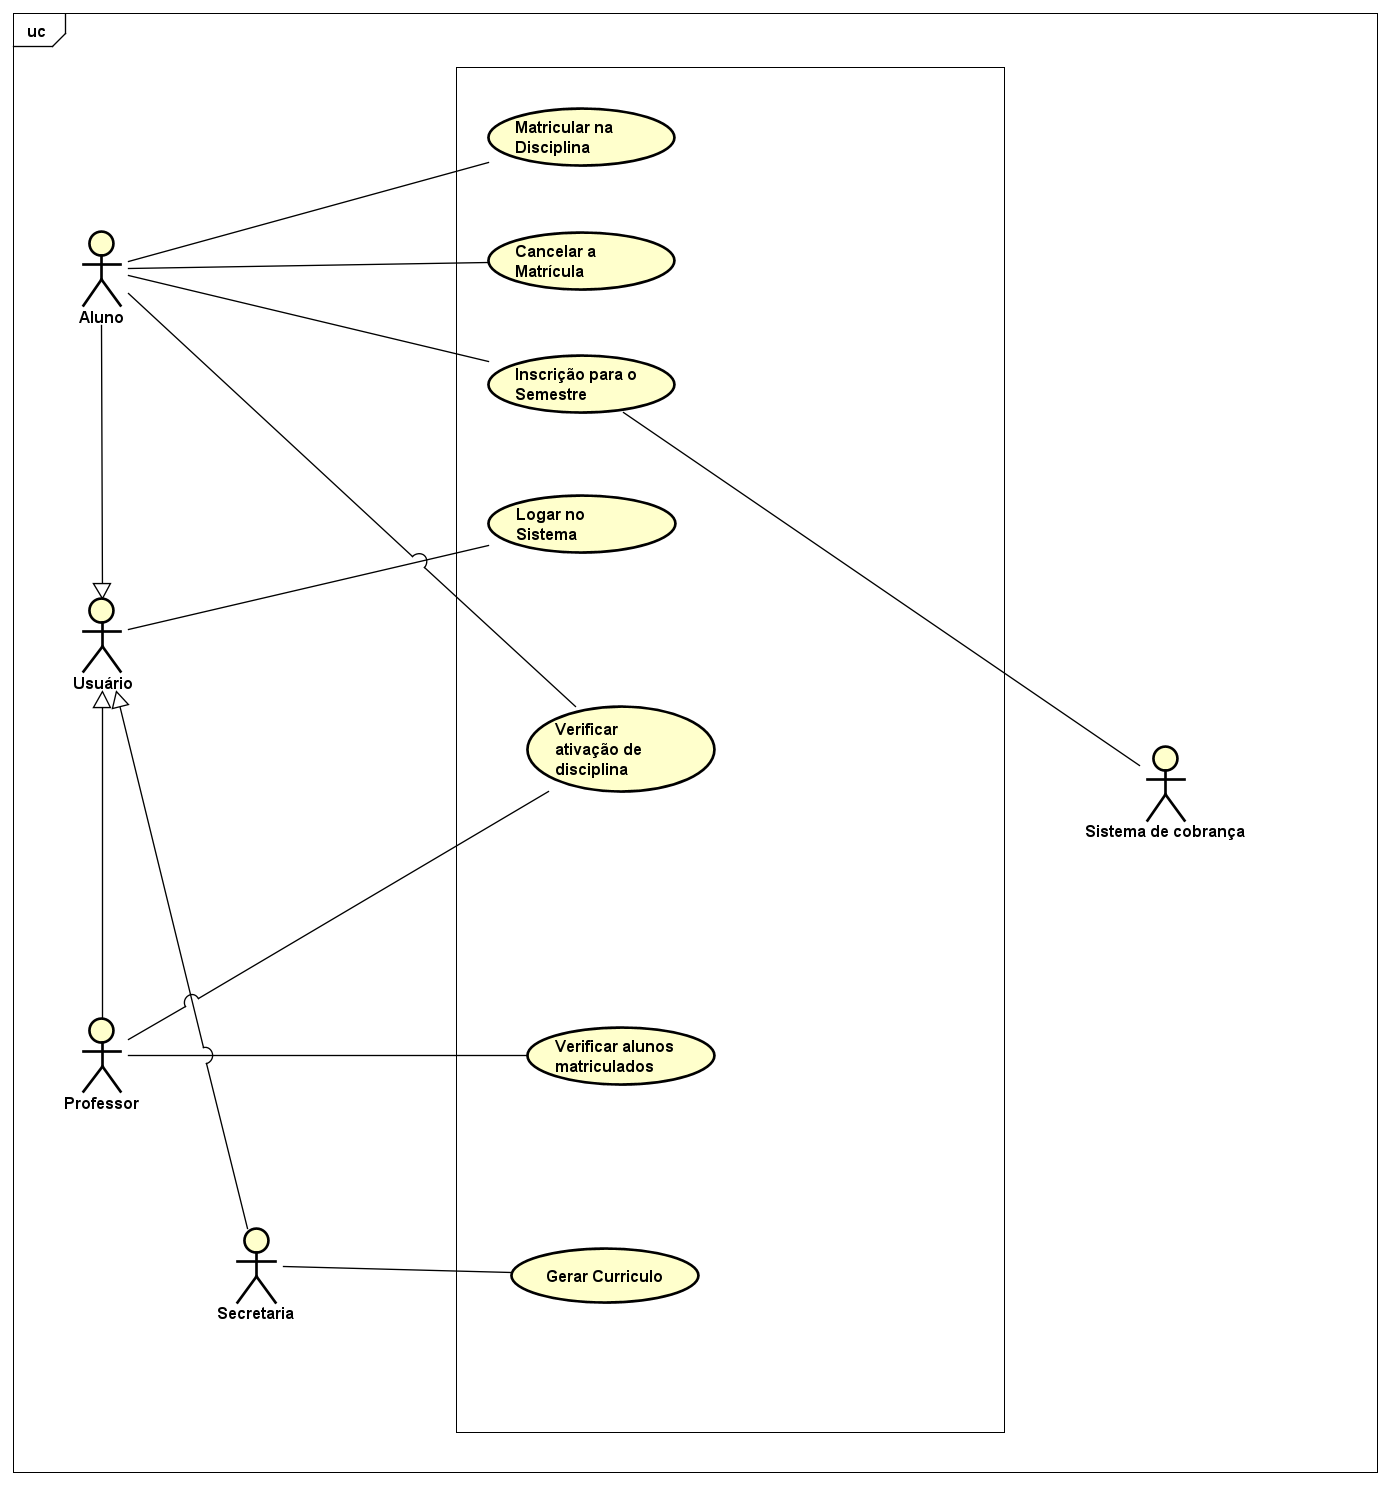 uc
Matricular na
Disciplina
Cancelar a
Matrícula
Aluno
Inscrição para o
Semestre
Logar no
Sistema
Usuário
Verificar
ativação de
disciplina
Sistema de cobrança
Verificar alunos
matriculados
Professor
Gerar Curriculo
Secretaria